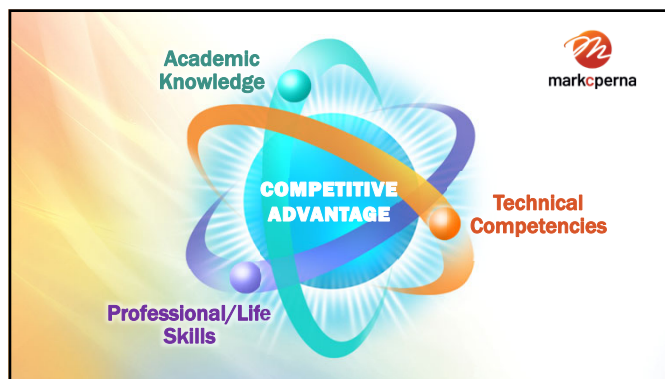 Academic
Knowledge
markcperna
COMPETITIVE
ADVANTAGE
Technical
Competencies
Professional/Life
Skills